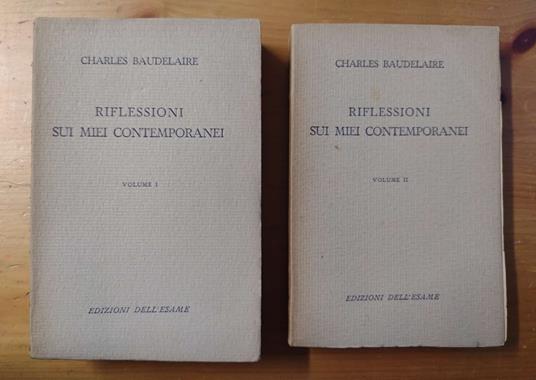 CHARLES BAUDELAIRE
RIFLESSIONI
SUI MIEI CONTEMPORANEI
VOLUME I
EDIZIONI DELL'ESAME
CHARLES BAUDELAIRE
RIFLESSIONI
SUI MIEI CONTEMPORANEI
VOLUME II
EDIZIONI DELL'ESAME